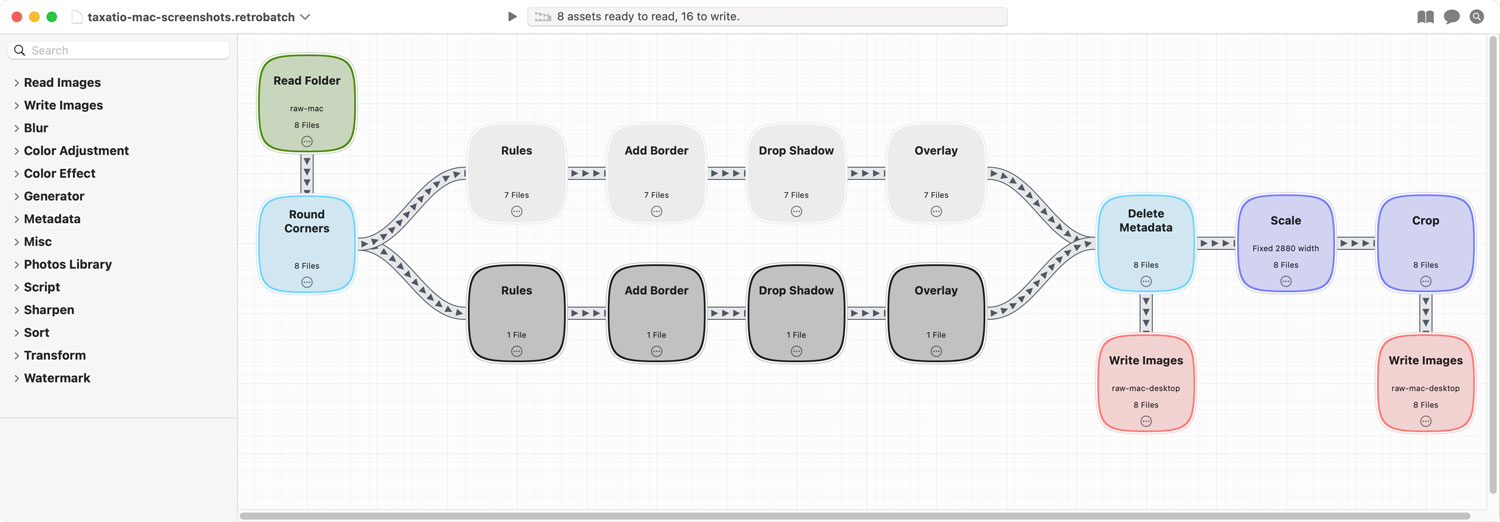 taxatio-mac-screenshots.retrobatch
8 assets ready to read, 16 to write.
Search
Read Images
Write Images
Blur
Color Adjustment
Color Effect
Generator
Metadata
Misc
Photos Library
Script
Sharpen
Sort
Transform
Watermark
Read Folder
raw-mac
8 Files
Round
Corners
8 Files
Rules
7 Files
Add Border
7 Files
Drop Shadow
7 Files
Overlay
7 Files
Rules
1 File
Add Border
1 File
Drop Shadow
1 File
Overlay
1 File
Delete
Metadata
8 Files
Scale
Fixed 2880 width
8 Files
Crop
8 Files
Write Images
raw-mac-desktop
8 Files
Write Images
raw-mac-desktop
8 Files